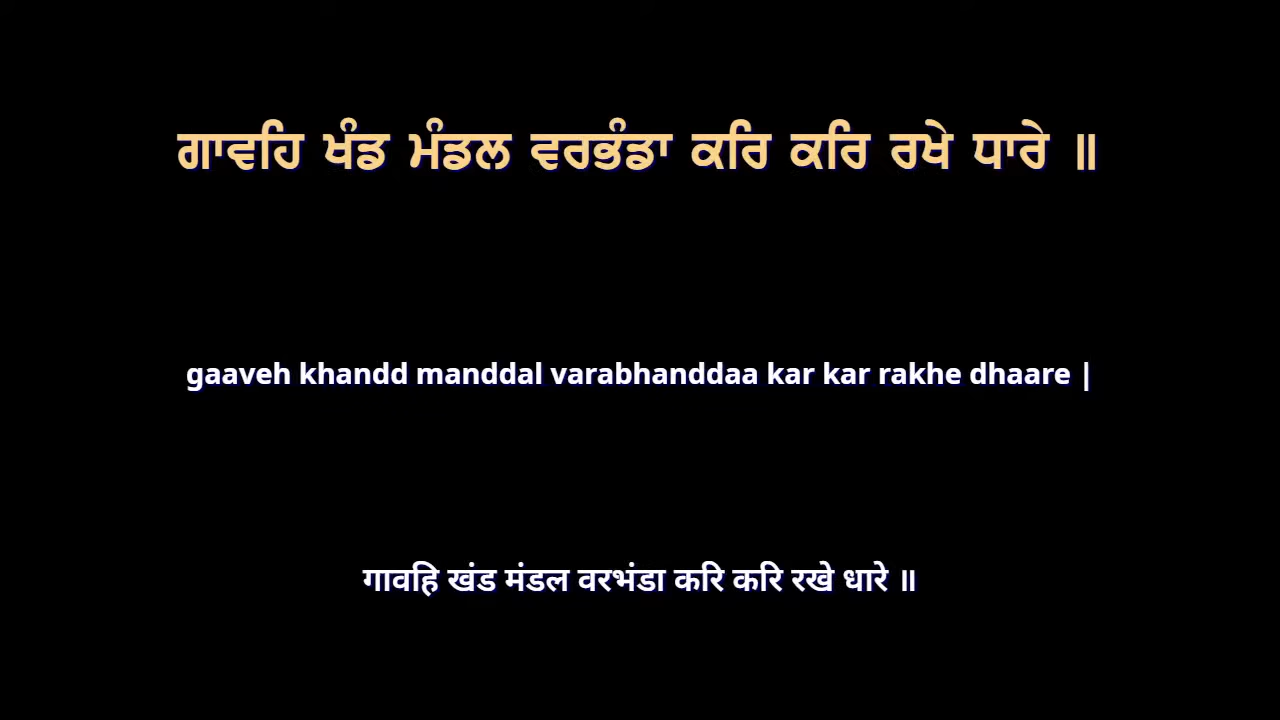 ਗਾਵਹਿ ਖੰਡ ਮੰਡਲ ਵਰਭੰਡਾ ਕਰਿ ਕਰਿ ਰਖੇ ਧਾਰੇ ॥
gaaveh khandd manddal varabhanddaa kar kar rakhe dhaare |
गावहि खंड मंडल वरभंडा करि करि रखे धारे ॥